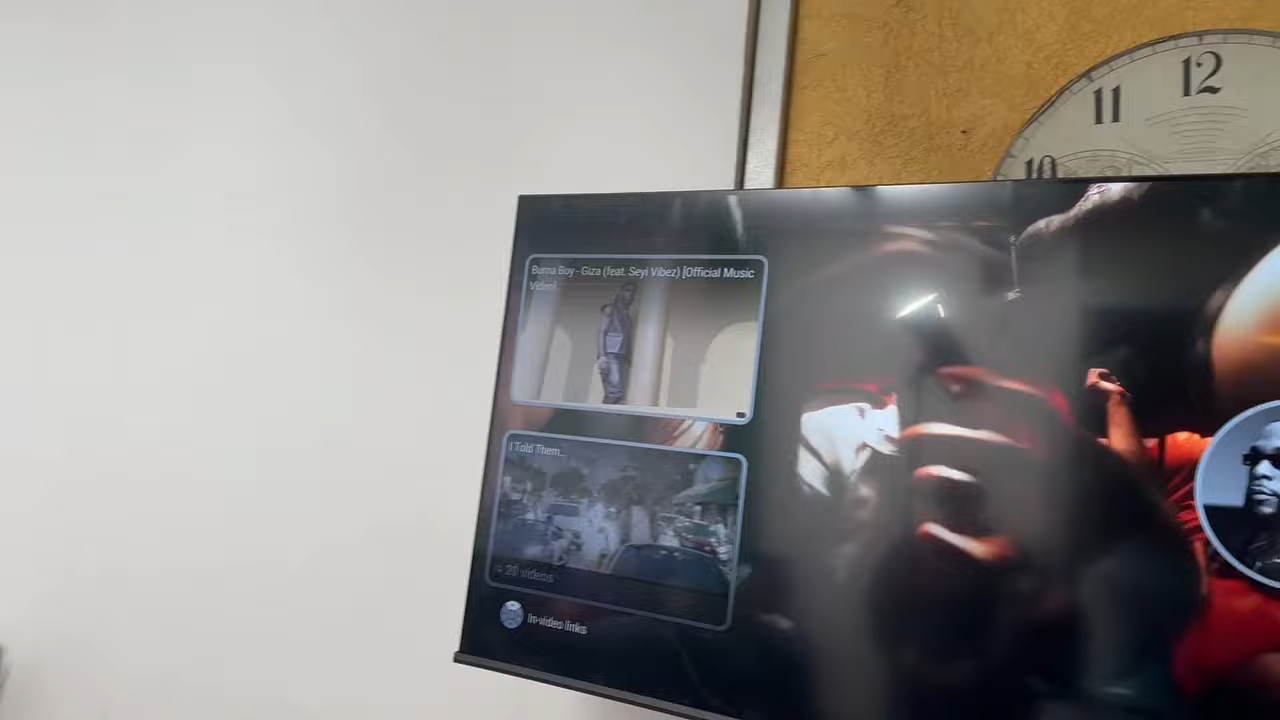 12
11
10
Burna Boy - Giza (feat. Seyi Vibez) [Official Music
Video]
I Told Them...
20 videos
In-video links